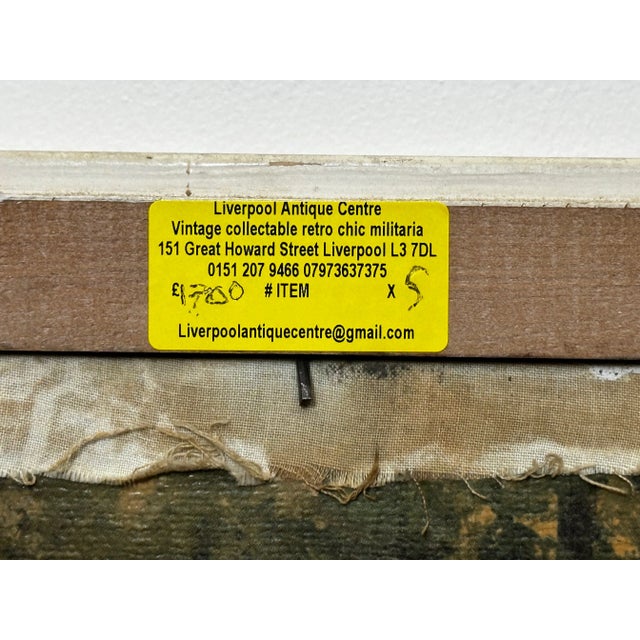 Liverpool Antique Centre
Vintage collectable retro chic militaria
151 Great Howard Street Liverpool L3 7DL
0151 207 9466 07973637375
£ # ITEM X 5
Liverpoolantiquecentre@gmail.com